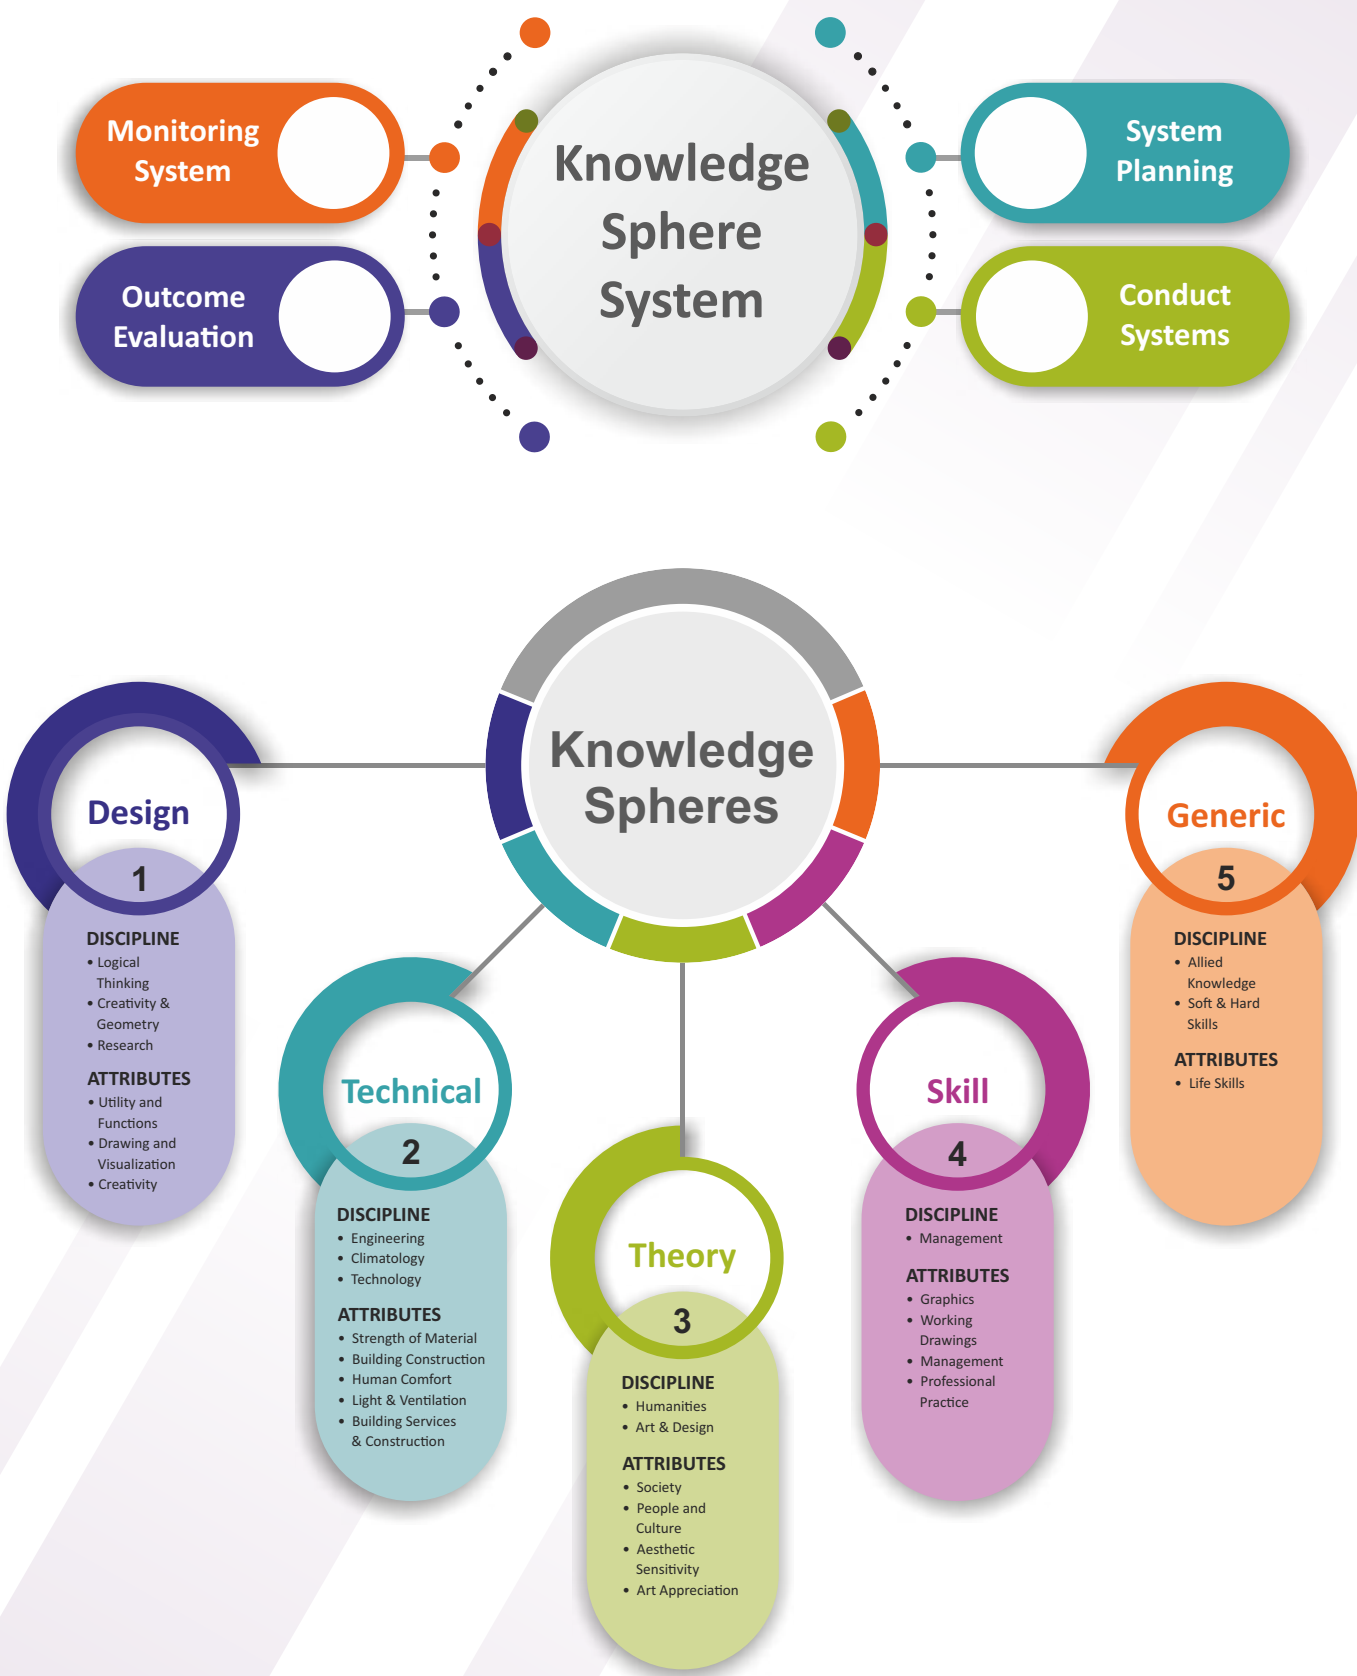 Monitoring
System
Outcome
Evaluation
Knowledge
Sphere
System
System
Planning
Conduct
Systems
Knowledge
Spheres
Design
1
DISCIPLINE
• Logical
Thinking
• Creativity &
Geometry
• Research
ATTRIBUTES
• Utility and
Functions
• Drawing and
Visualization
• Creativity
Technical
2
DISCIPLINE
• Engineering
• Climatology
• Technology
ATTRIBUTES
• Strength of Material
• Building Construction
• Human Comfort
• Light & Ventilation
• Building Services
& Construction
Theory
3
DISCIPLINE
• Humanities
• Art & Design
ATTRIBUTES
• Society
• People and
Culture
• Aesthetic
Sensitivity
• Art Appreciation
Skill
4
DISCIPLINE
• Management
ATTRIBUTES
• Graphics
• Working
Drawings
• Management
• Professional
Practice
Generic
5
DISCIPLINE
• Allied
Knowledge
• Soft & Hard
Skills
ATTRIBUTES
• Life Skills